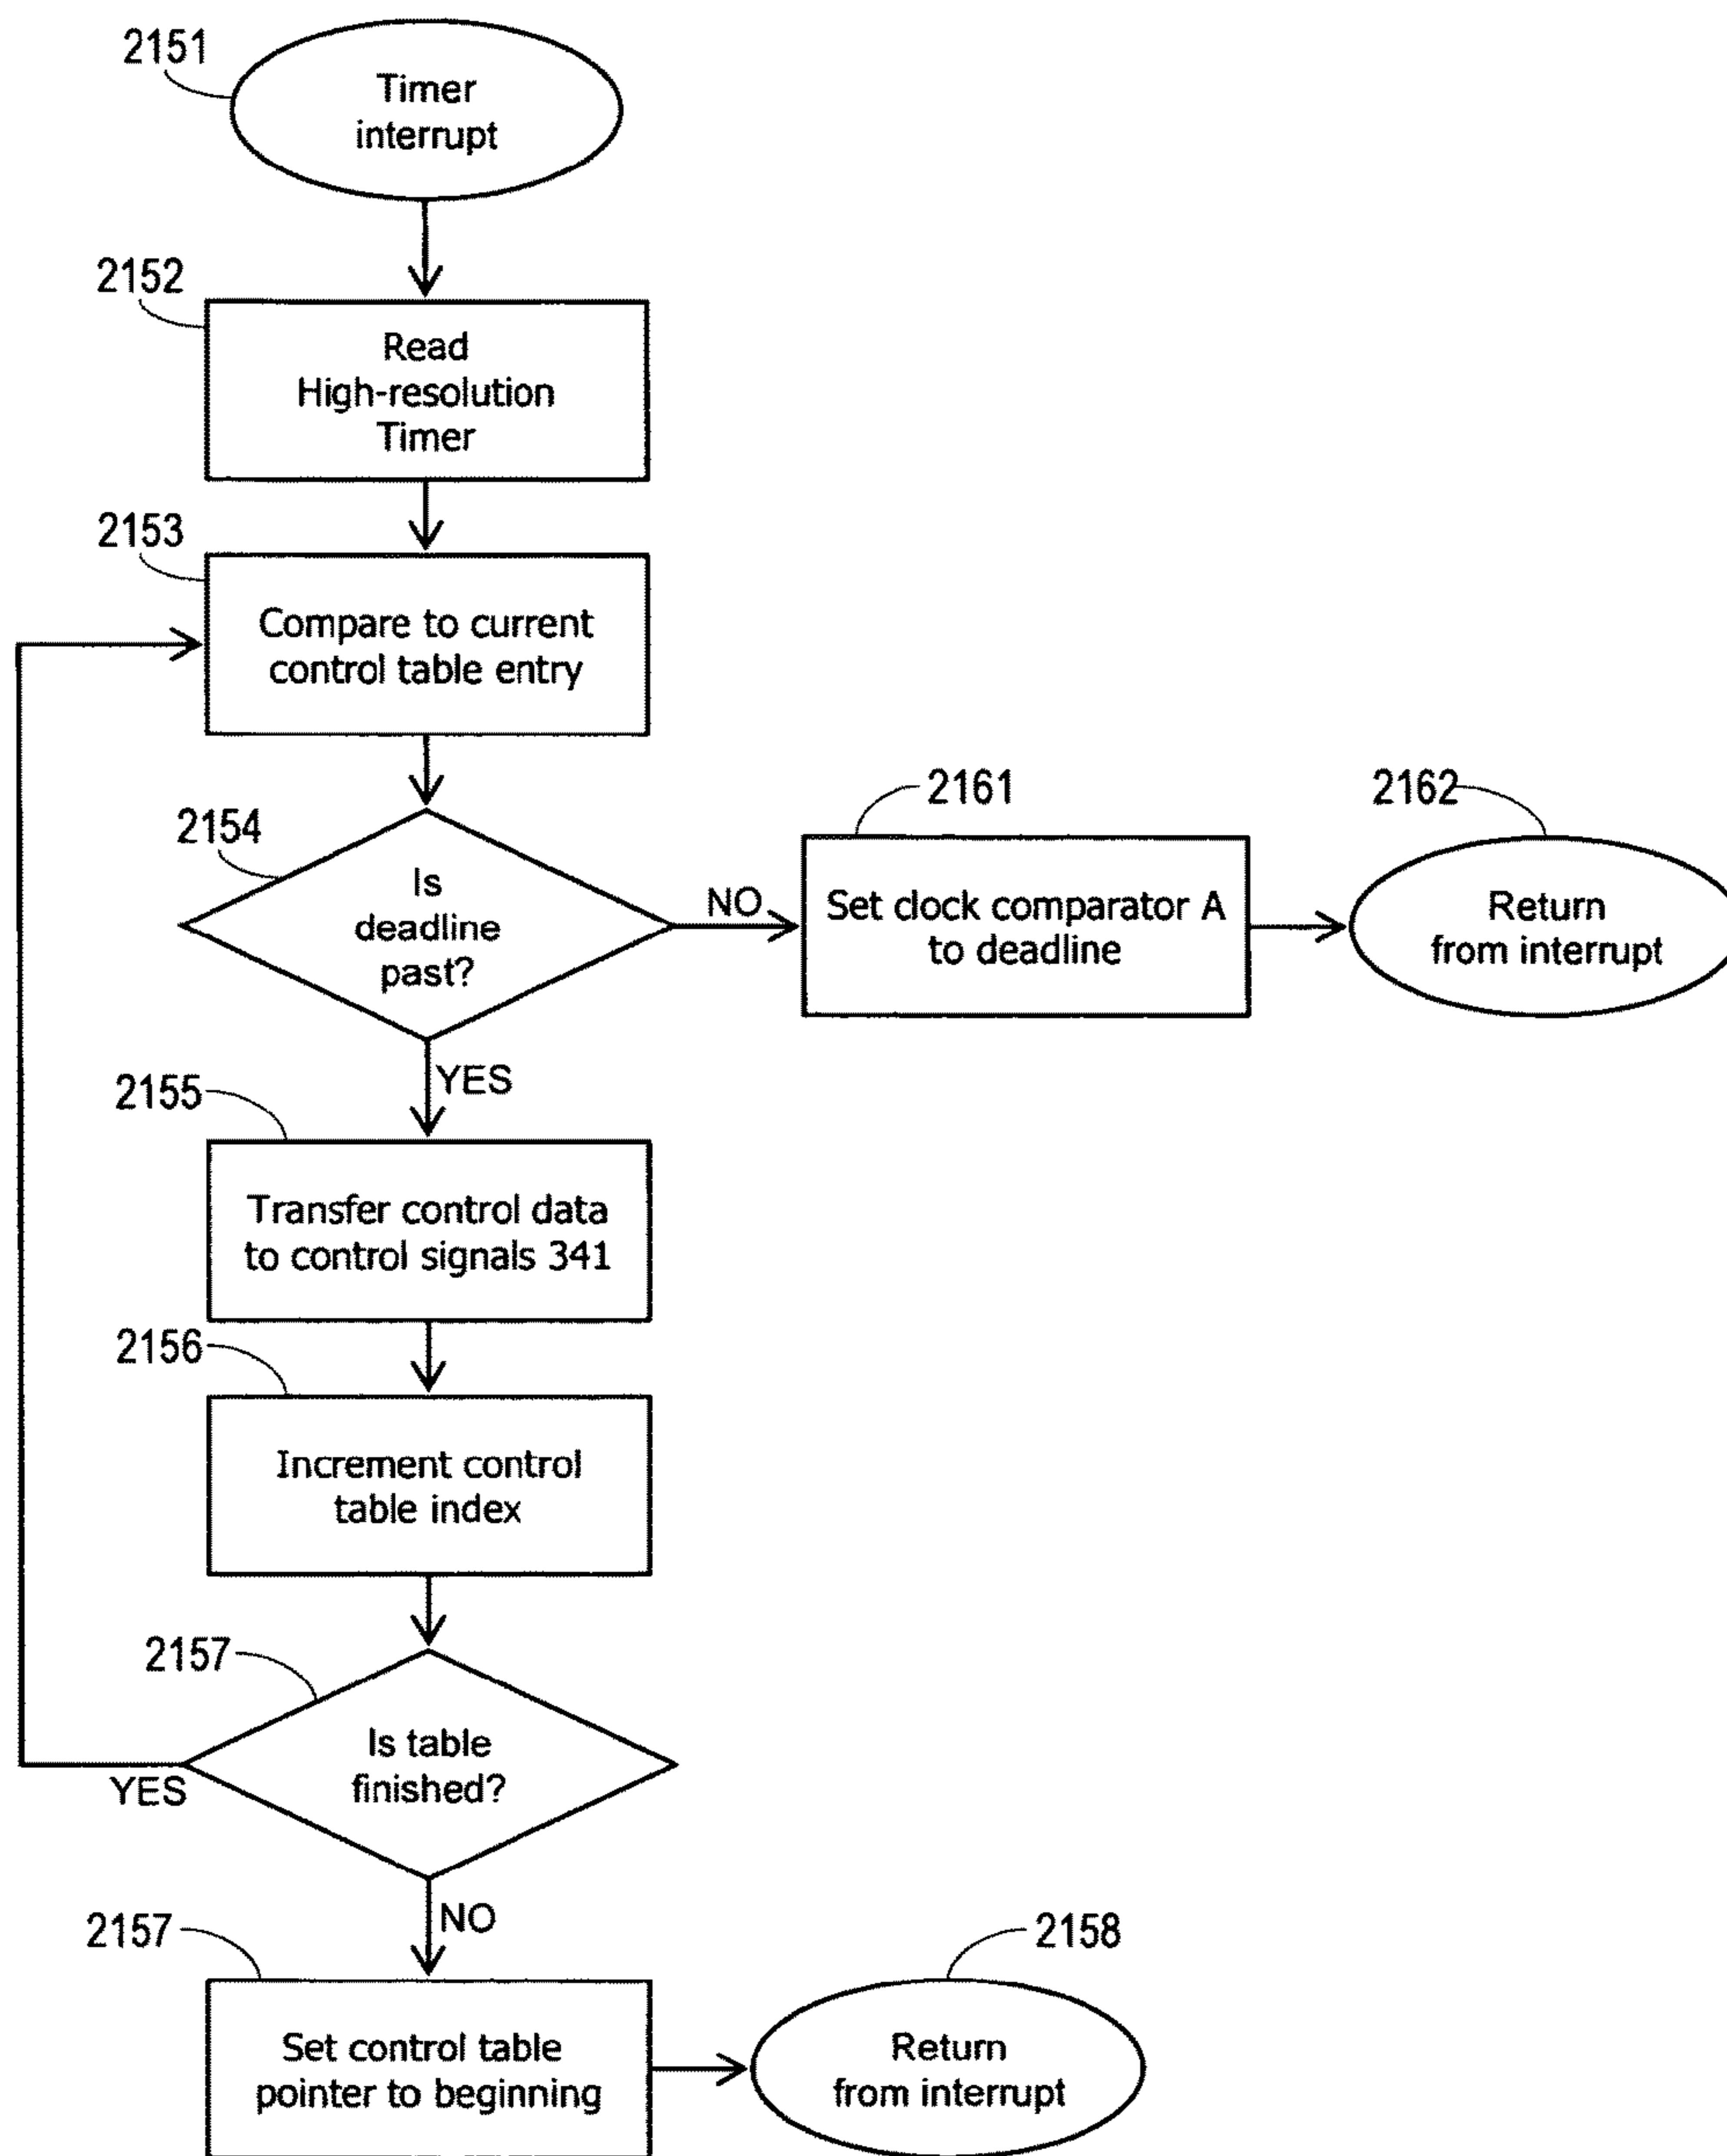 2151
Timer
interrupt
2152
Read
High-resolution
Timer
2153
Compare to current
control table entry
2154
Is
deadline
past?
NO
2161
Set clock comparator A
to deadline
2162
Return
from interrupt
YES
2155
Transfer control data
to control signals 341
2156
Increment control
table index
2157
Is table
finished?
YES
NO
2157
Set control table
pointer to beginning
2158
Return
from interrupt